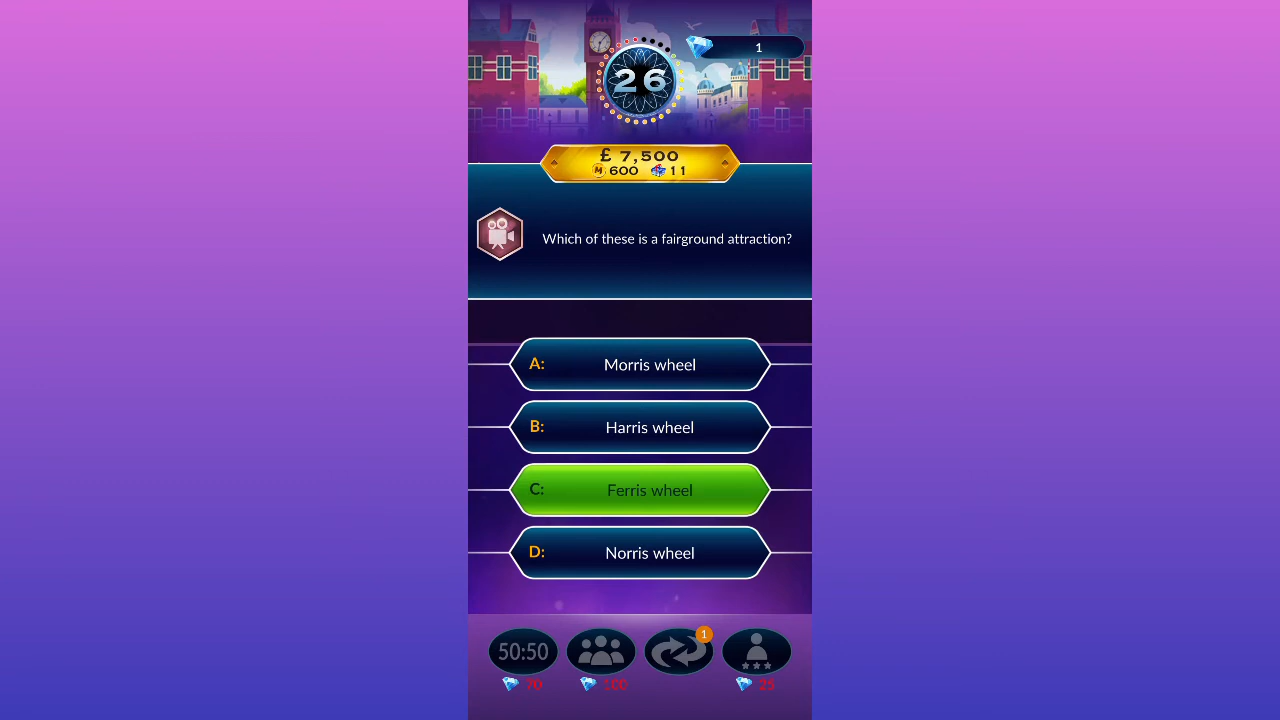 1
26
£ 7,500
M 600 11
Which of these is a fairground attraction?
A: Morris wheel
B: Harris wheel
C: Ferris wheel
D: Norris wheel
1
50:50
70 100 25